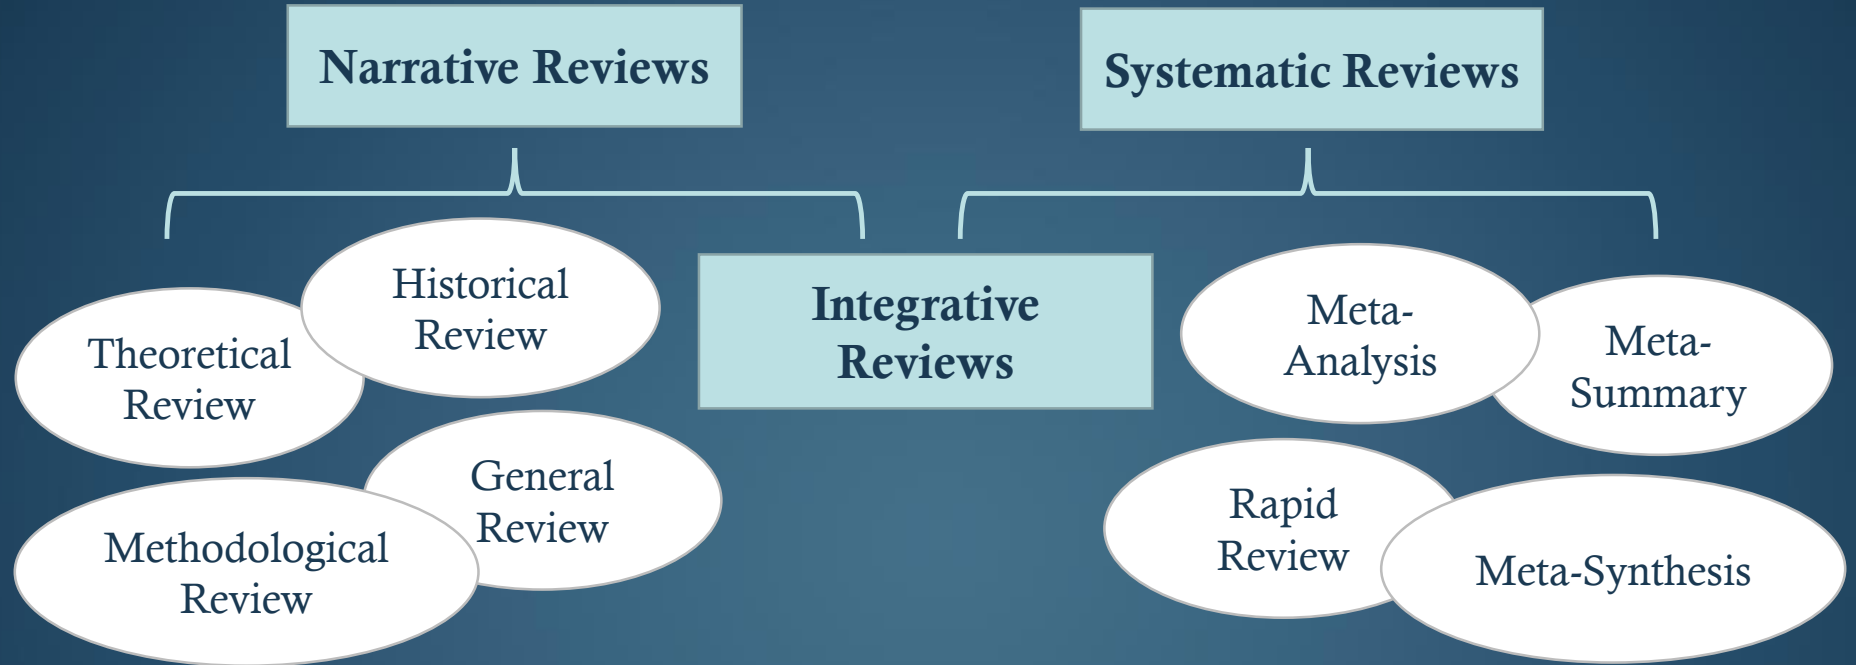 Narrative Reviews
Systematic Reviews
Historical
Review
Theoretical
Review
General
Review
Methodological
Review
Integrative
Reviews
Meta-
Analysis
Meta-
Summary
Rapid
Review
Meta-Synthesis